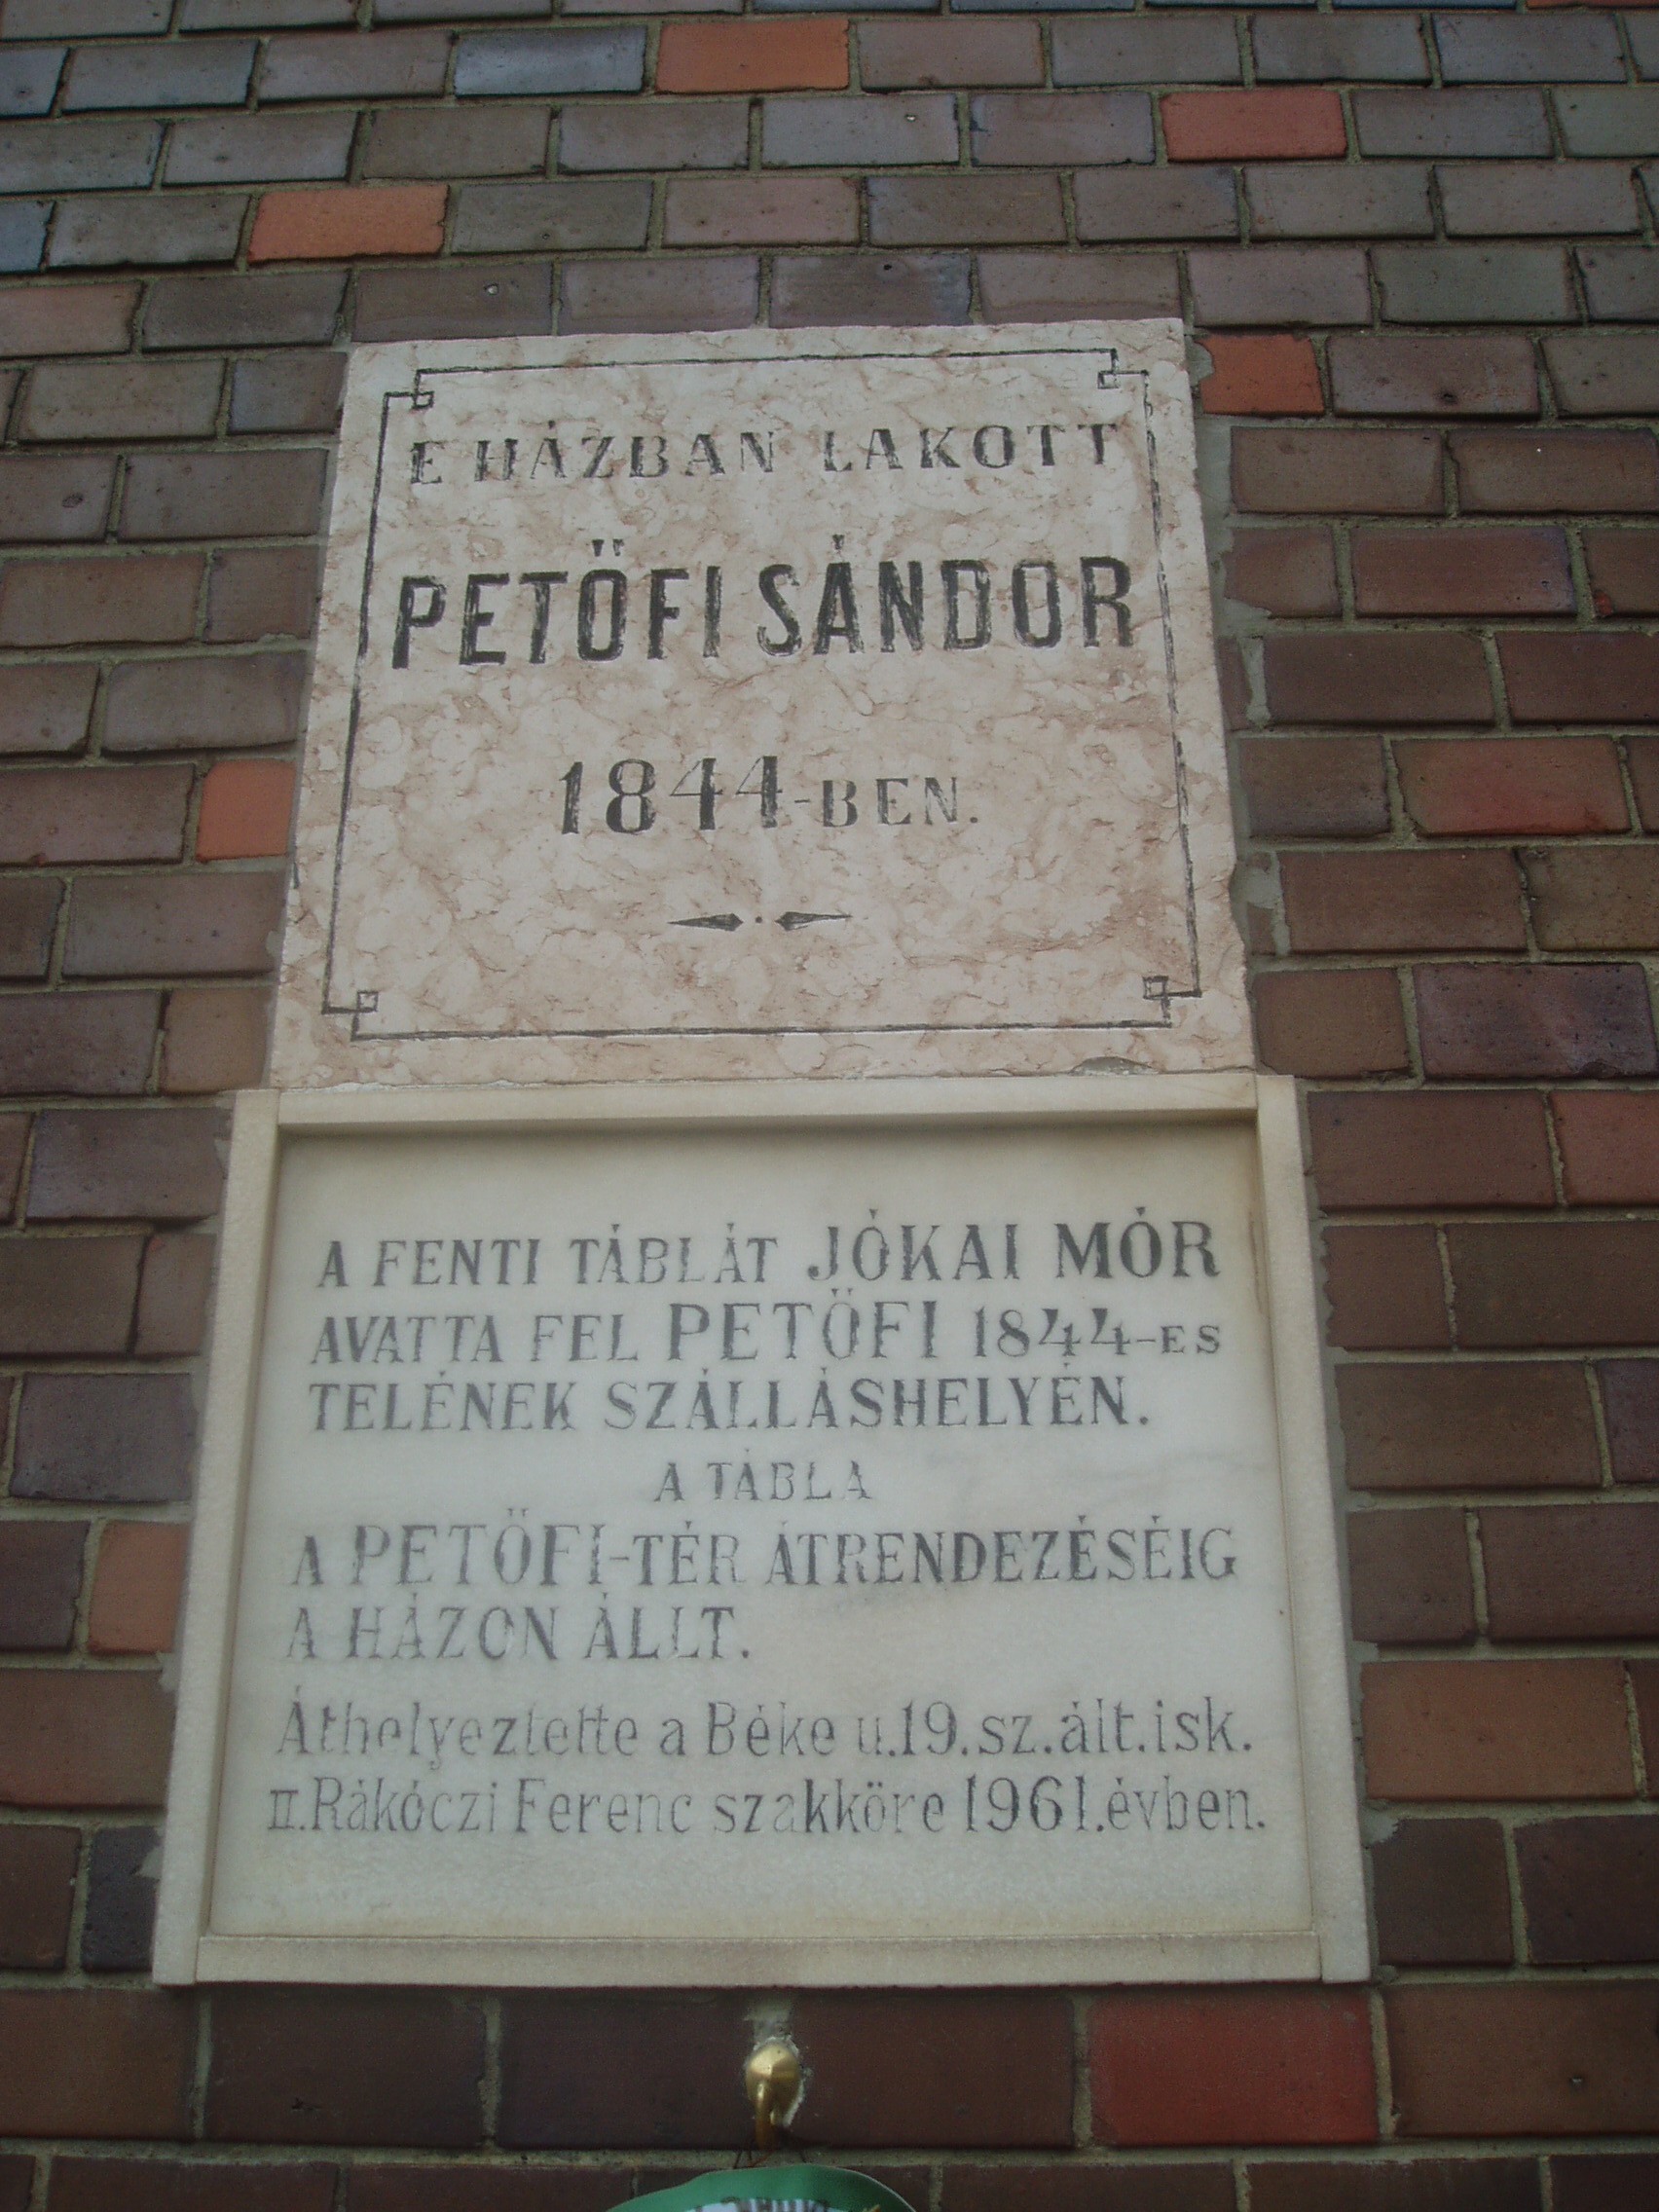 E HÁZBAN LAKOTT
PETŐFI SÁNDOR
1844-BEN.
A FENTI TÁBLÁT JÓKAI MÓR
AVATTA FEL PETŐFI 1844-ES
TELÉNEK SZÁLLÁSHELYÉN.
A TÁBLA
A PETŐFI-TÉR ÁTRENDEZÉSÉIG
A HÁZON ÁLLT.
Áthelyeztette a Béke u.19.sz.ált.isk.
II.Rákóczi Ferenc szakköre 1961.évben.